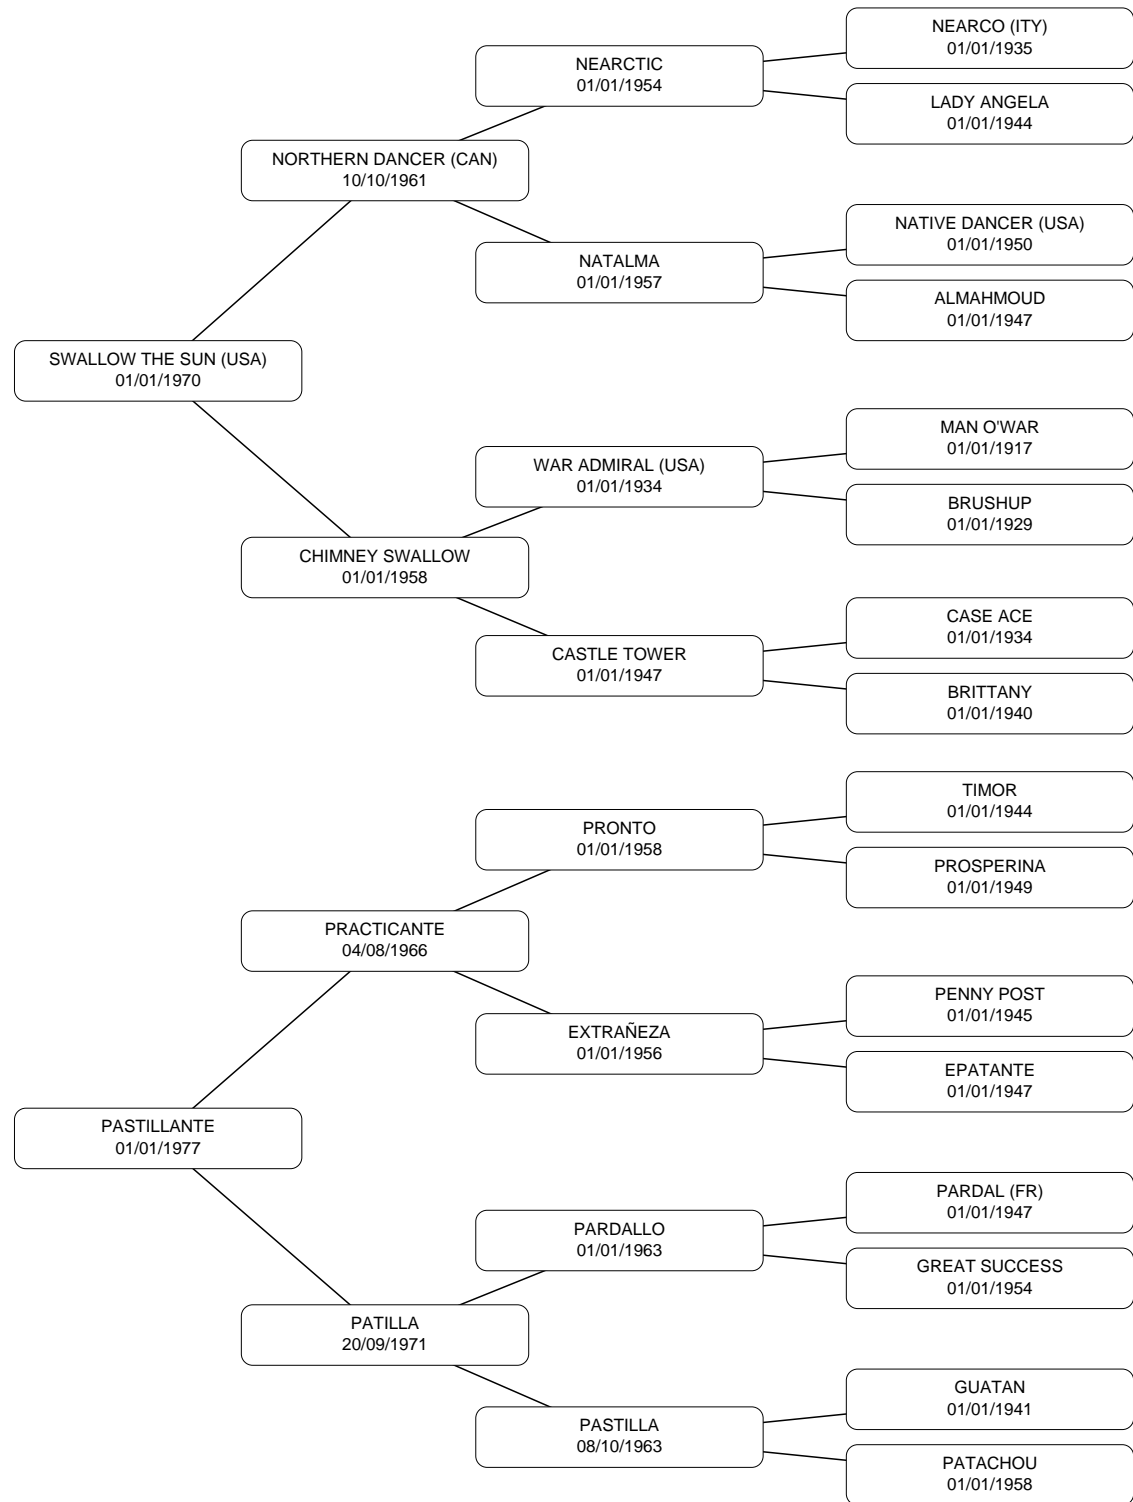 NEARCO (ITY)
01/01/1935
NEARCTIC
01/01/1954
LADY ANGELA
01/01/1944
NORTHERN DANCER (CAN)
10/10/1961
NATIVE DANCER (USA)
01/01/1950
NATALMA
01/01/1957
ALMAHMOUD
01/01/1947
SWALLOW THE SUN (USA)
01/01/1970
MAN O'WAR
01/01/1917
WAR ADMIRAL (USA)
01/01/1934
BRUSHUP
01/01/1929
CHIMNEY SWALLOW
01/01/1958
CASE ACE
01/01/1934
CASTLE TOWER
01/01/1947
BRITTANY
01/01/1940
TIMOR
01/01/1944
PRONTO
01/01/1958
PROSPERINA
01/01/1949
PRACTICANTE
04/08/1966
PENNY POST
01/01/1945
EXTRAÑEZA
01/01/1956
EPATANTE
01/01/1947
PASTILLANTE
01/01/1977
PARDAL (FR)
01/01/1947
PARDALLO
01/01/1963
GREAT SUCCESS
01/01/1954
PATILLA
20/09/1971
GUATAN
01/01/1941
PASTILLA
08/10/1963
PATACHOU
01/01/1958